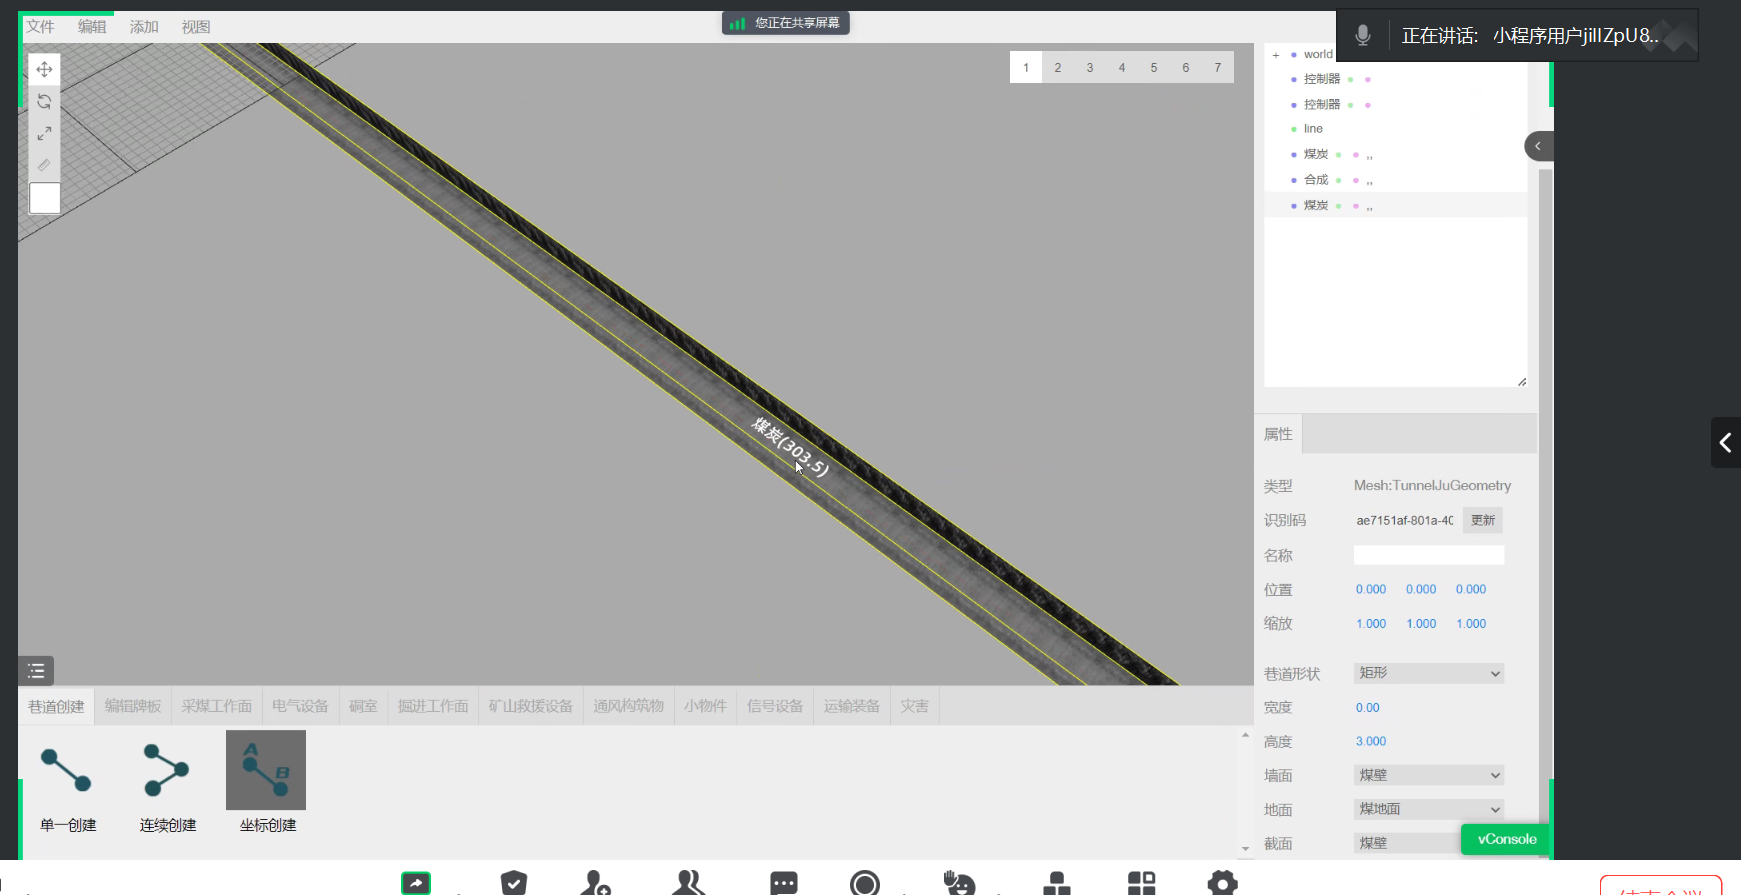 文件 编辑 添加 视图
您正在共享屏幕
正在讲话: 小程序用户jilIZpU8..
1 2 3 4 5 6 7
+ world
控制器
控制器
line
煤炭 ,,
合成 ,,
煤炭 ,,
煤炭(303.5)
属性
类型 Mesh:TunnelJuGeometry
识别码 ae7151af-801a-4C 更新
名称
位置 0.000 0.000 0.000
缩放 1.000 1.000 1.000
巷道形状 矩形
宽度 0.00
高度 3.000
墙面 煤壁
地面 煤地面
截面 煤壁
vConsole
巷道创建 编辑牌板 采煤工作面 电气设备 硐室 掘进工作面 矿山救援设备 通风构筑物 小物件 信号设备 运输装备 灾害
A
B
单一创建 连续创建 坐标创建